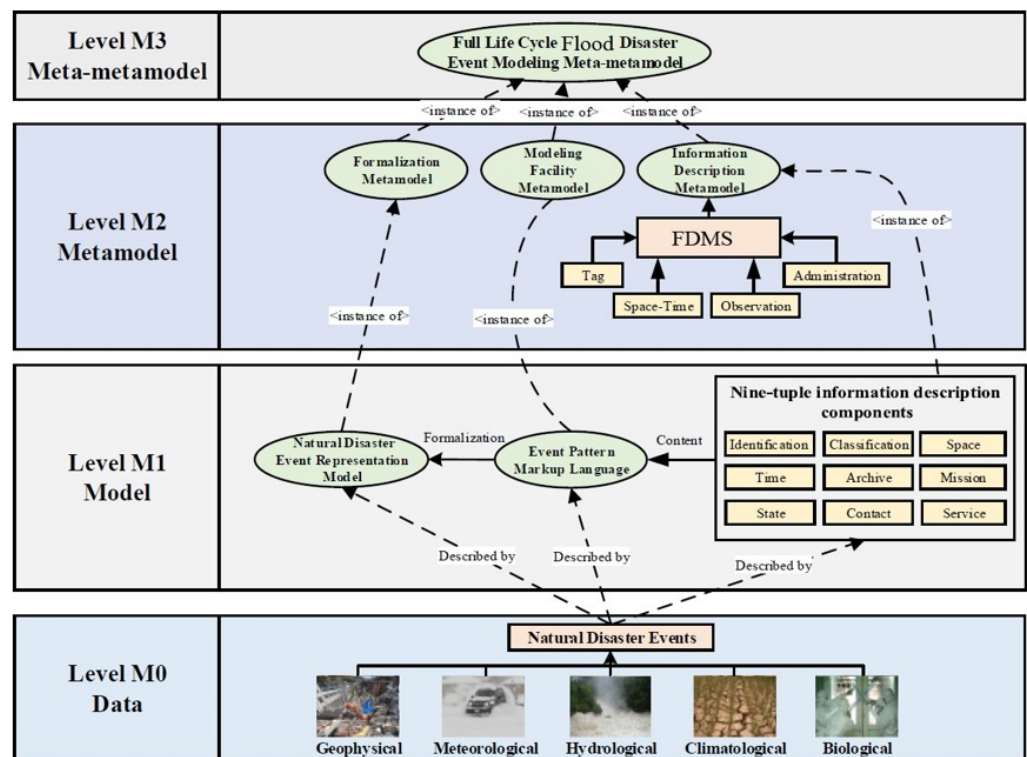 Level M3
Meta-metamodel
Full Life Cycle Flood Disaster
Event Modeling Meta-metamodel
<instance of>
<instance of>
<instance of>
Level M2
Metamodel
Formalization
Metamodel
Modeling
Facility
Metamodel
Information
Description
Metamodel
<instance of>
FDMS
Tag
Administration
Space-Time
Observation
<instance of>
<instance of>
Level M1
Model
Nine-tuple information description
components
Identification
Classification
Space
Time
Archive
Mission
State
Contact
Service
Natural Disaster
Event Representation
Model
Formalization
Event Pattern
Markup Language
Content
Described by
Described by
Described by
Level M0
Data
Natural Disaster Events
Geophysical
Meteorological
Hydrological
Climatological
Biological